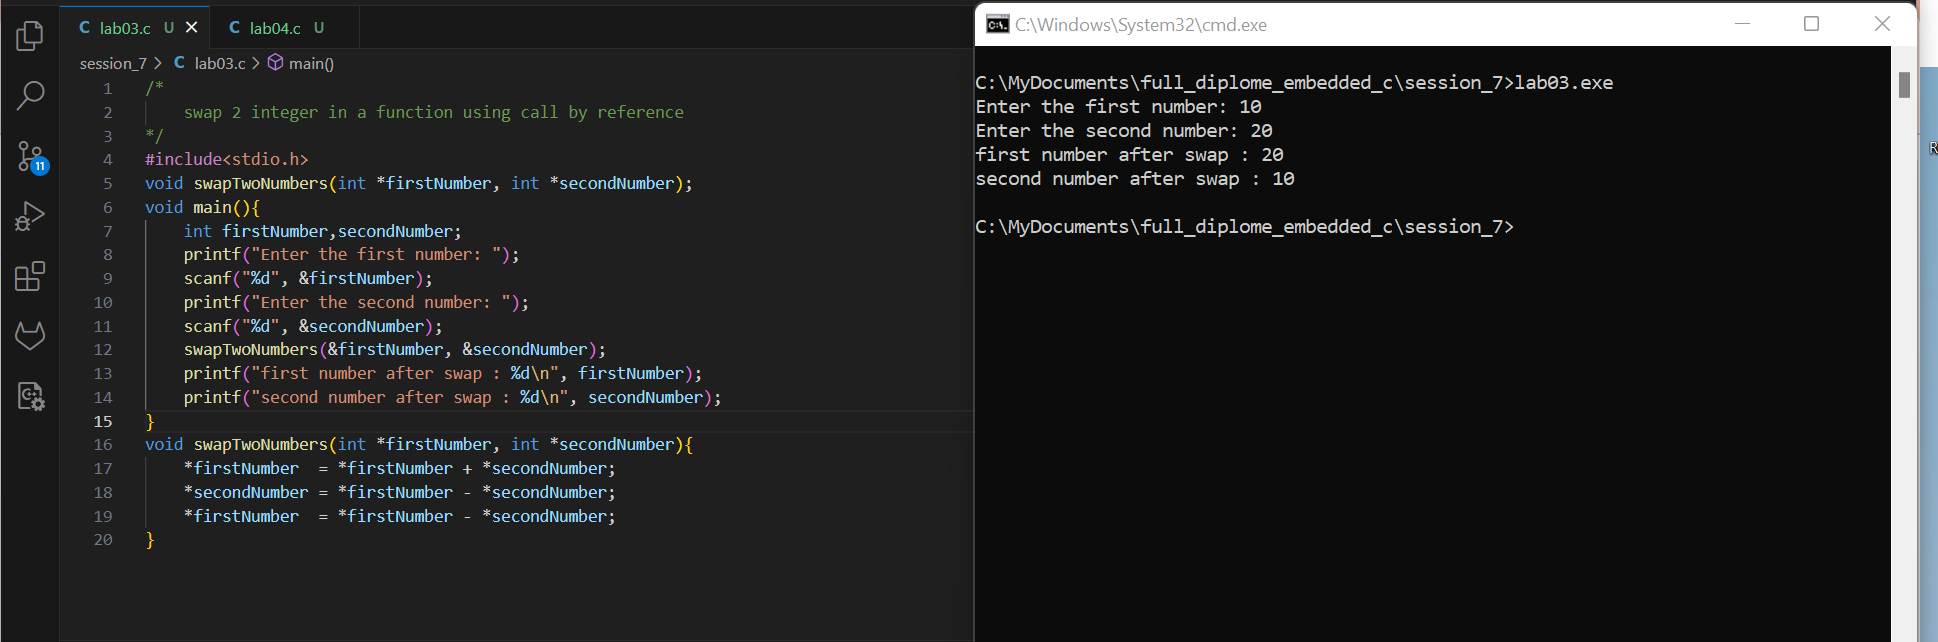 C lab03.c U ×
C lab04.c U
session_7 > C lab03.c > main()
1 /*
2 swap 2 integer in a function using call by reference
3 */
4 #include<stdio.h>
5 void swapTwoNumbers(int *firstNumber, int *secondNumber);
6 void main(){
7 int firstNumber,secondNumber;
8 printf("Enter the first number: ");
9 scanf("%d", &firstNumber);
10 printf("Enter the second number: ");
11 scanf("%d", &secondNumber);
12 swapTwoNumbers(&firstNumber, &secondNumber);
13 printf("first number after swap : %d\n", firstNumber);
14 printf("second number after swap : %d\n", secondNumber);
15 }
16 void swapTwoNumbers(int *firstNumber, int *secondNumber){
17 *firstNumber  = *firstNumber + *secondNumber;
18 *secondNumber = *firstNumber - *secondNumber;
19 *firstNumber  = *firstNumber - *secondNumber;
20 }
11
C:\Windows\System32\cmd.exe
C:\MyDocuments\full_diplome_embedded_c\session_7>lab03.exe
Enter the first number: 10
Enter the second number: 20
first number after swap : 20
second number after swap : 10
C:\MyDocuments\full_diplome_embedded_c\session_7>
R